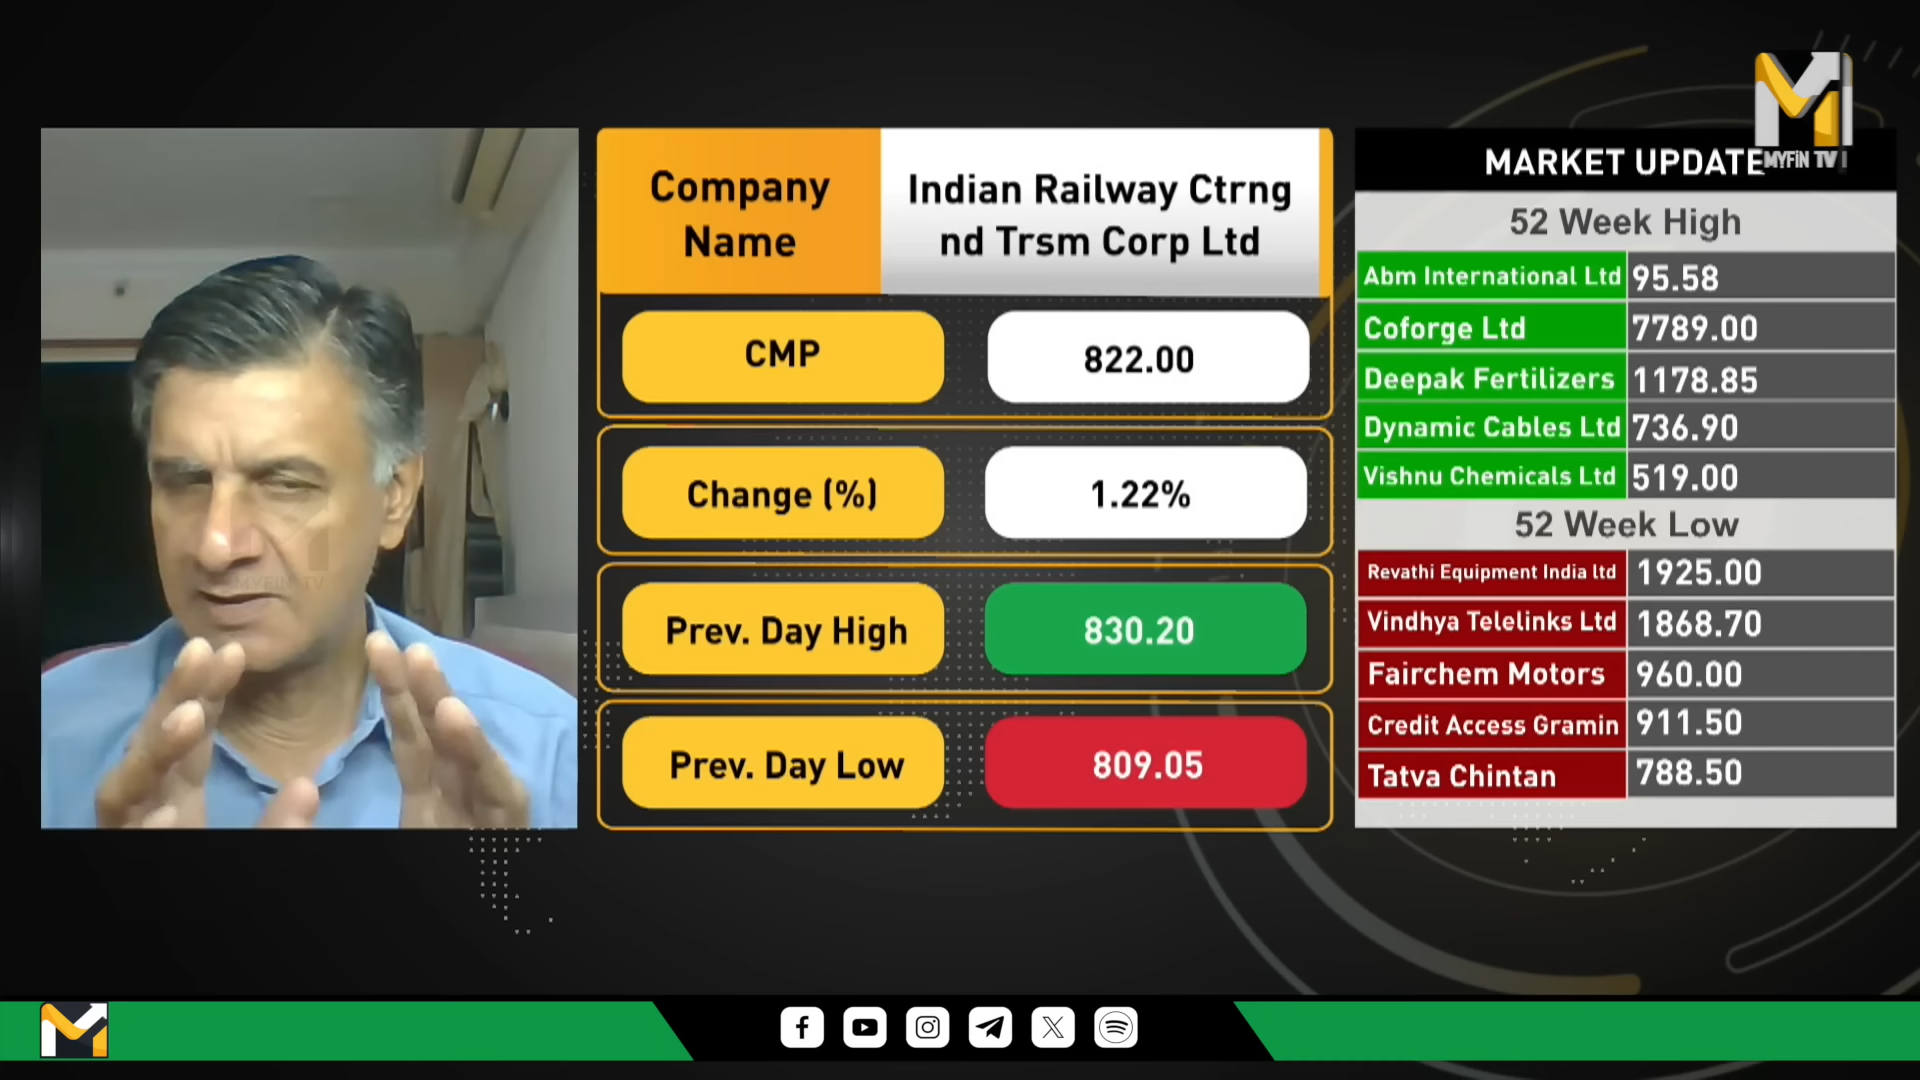 Company
Name
Indian Railway Ctrng
nd Trsm Corp Ltd
CMP
822.00
Change (%)
1.22%
Prev. Day High
830.20
Prev. Day Low
809.05
MYFiN TV
MARKET UPDATE
MYFiN TV
52 Week High
Abm International Ltd 95.58
Coforge Ltd 7789.00
Deepak Fertilizers 1178.85
Dynamic Cables Ltd 736.90
Vishnu Chemicals Ltd 519.00
52 Week Low
Revathi Equipment India ltd 1925.00
Vindhya Telelinks Ltd 1868.70
Fairchem Motors 960.00
Credit Access Gramin 911.50
Tatva Chintan 788.50